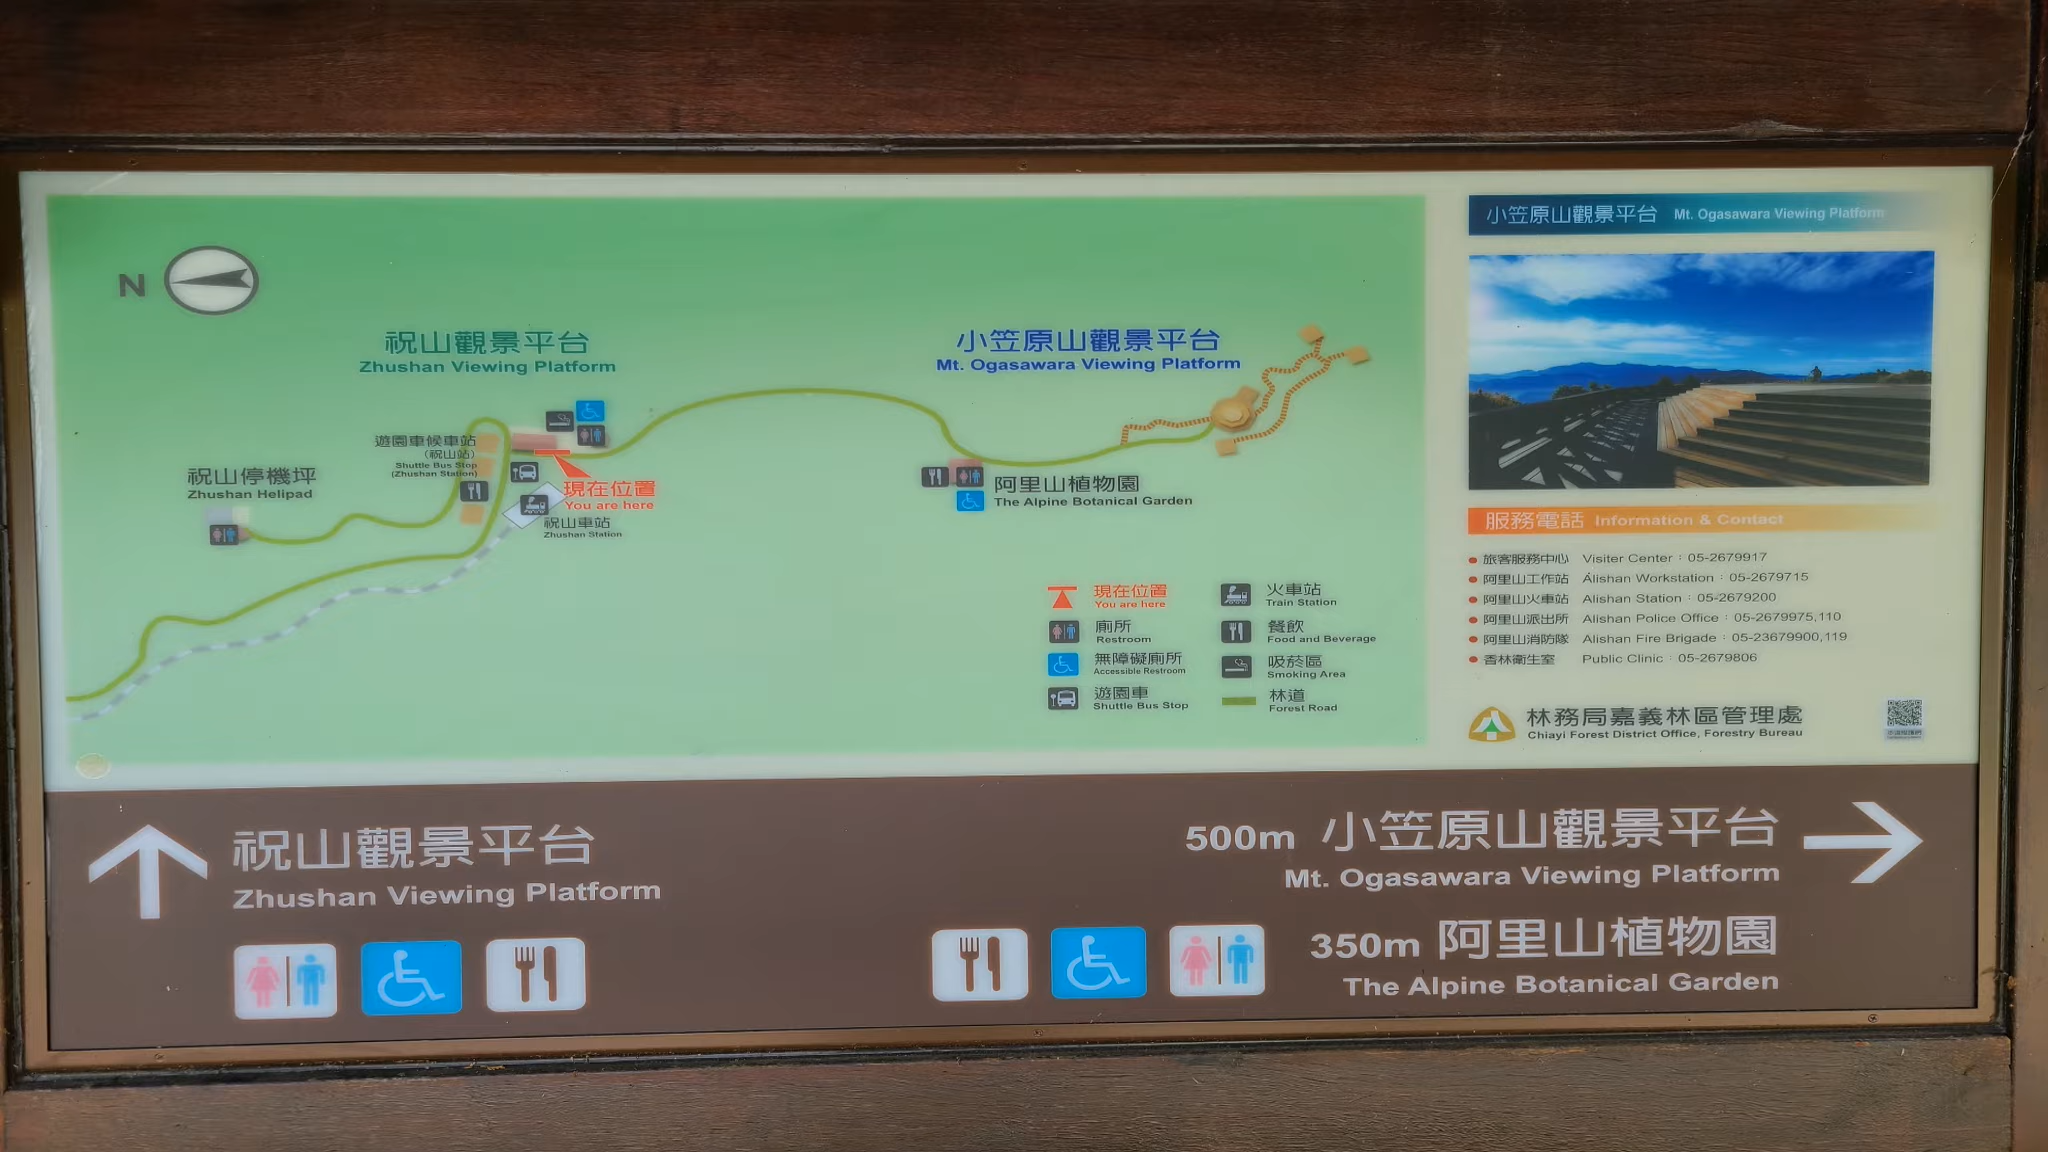 N
祝山觀景平台
Zhushan Viewing Platform
小笠原山觀景平台
Mt. Ogasawara Viewing Platform
遊園車候車站
(祝山站)
Shuttle Bus Stop
(Zhushan Station)
祝山停機坪
Zhushan Helipad
現在位置
You are here
祝山車站
Zhushan Station
阿里山植物園
The Alpine Botanical Garden
現在位置
You are here
廁所
Restroom
無障礙廁所
Accessible Restroom
遊園車
Shuttle Bus Stop
火車站
Train Station
餐飲
Food and Beverage
吸菸區
Smoking Area
林道
Forest Road
小笠原山觀景平台 Mt. Ogasawara Viewing Platform
服務電話 Information & Contact
旅客服務中心 Visiter Center：05-2679917
阿里山工作站 Álishan Workstation：05-2679715
阿里山火車站 Alishan Station：05-2679200
阿里山派出所 Alishan Police Office：05-2679975,110
阿里山消防隊 Alishan Fire Brigade：05-23679900,119
香林衛生室 Public Clinic：05-2679806
林務局嘉義林區管理處
Chiayi Forest District Office, Forestry Bureau
祝山觀景平台
Zhushan Viewing Platform
500m 小笠原山觀景平台
Mt. Ogasawara Viewing Platform
350m 阿里山植物園
The Alpine Botanical Garden